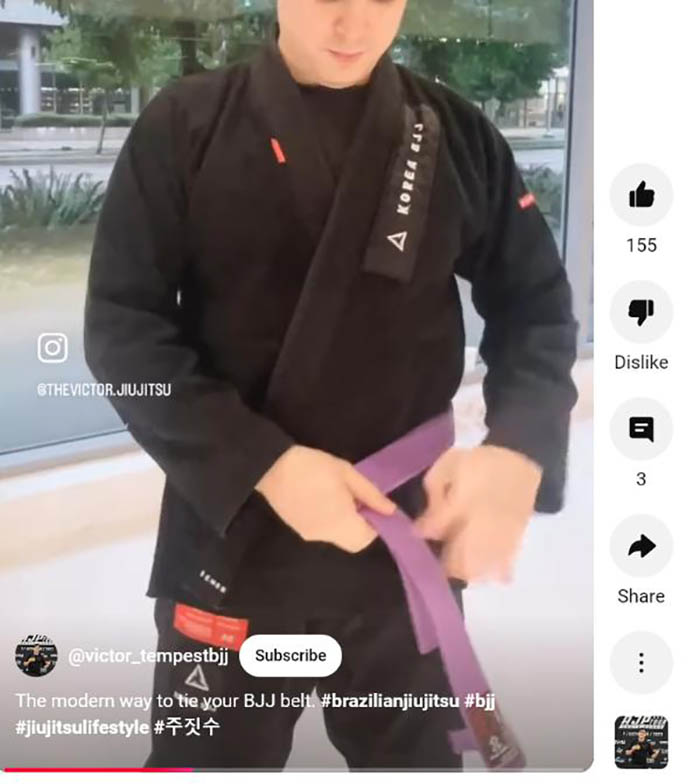 KOREA BJJ
@THEVICTOR.JIUJITSU
155
Dislike
3
Share
@victor_tempestbjj
Subscribe
The modern way to tie your BJJ belt. #brazilianjiujitsu #bjj
#jiujitsulifestyle #주짓수